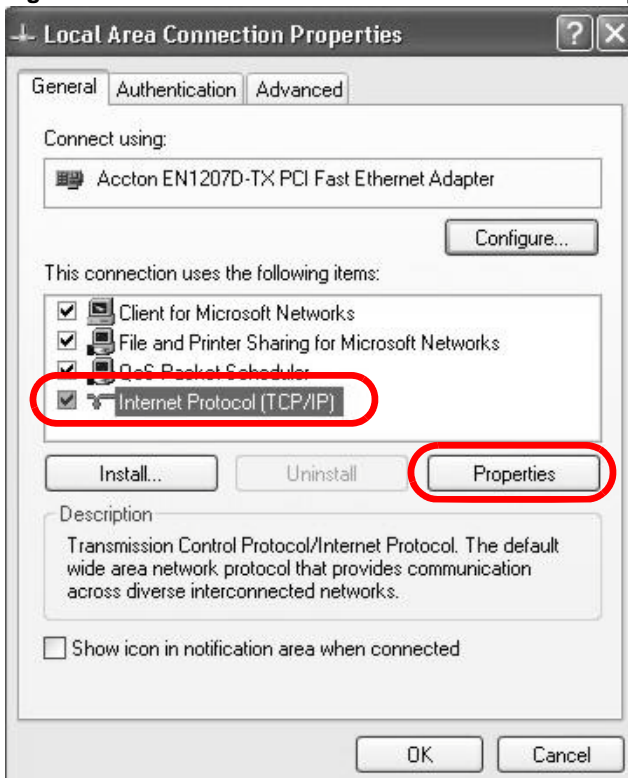 Local Area Connection Properties
General Authentication Advanced
Connect using:
Accton EN1207D-TX PCI Fast Ethernet Adapter
Configure...
This connection uses the following items:
Client for Microsoft Networks
File and Printer Sharing for Microsoft Networks
QoS Packet Scheduler
Internet Protocol (TCP/IP)
Install... Uninstall Properties
Description
Transmission Control Protocol/Internet Protocol. The default
wide area network protocol that provides communication
across diverse interconnected networks.
Show icon in notification area when connected
OK Cancel